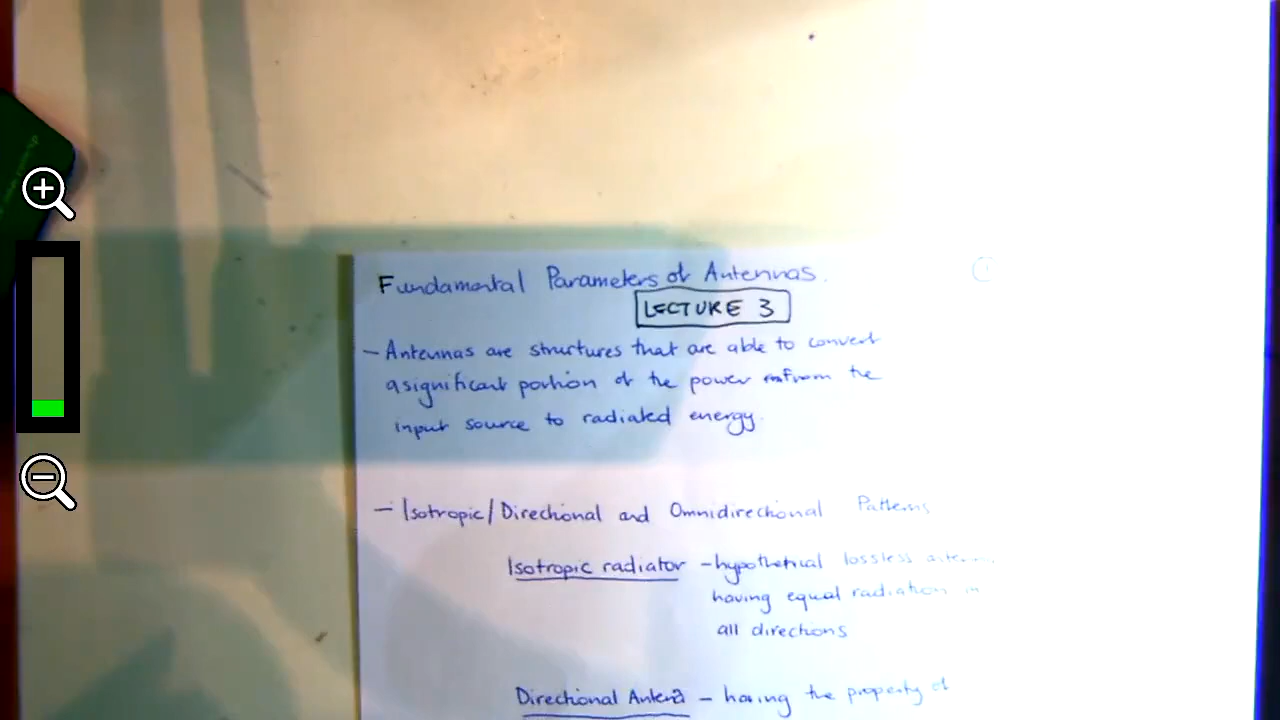 Fundamental Parameters of Antennas.
LECTURE 3
- Antennas are structures that are able to convert
a significant portion of the power from the
input source to radiated energy.
- Isotropic/Directional and Omnidirectional Patterns
Isotropic radiator - hypothetical lossless antenna
having equal radiation in
all directions
Directional Antena - having the property of